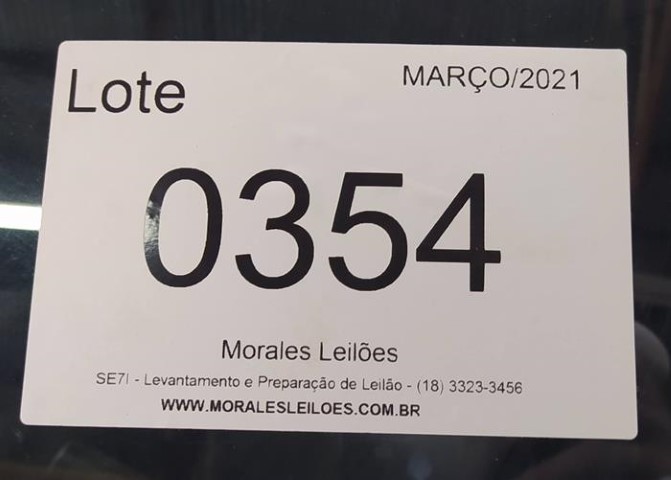 Lote
MARÇO/2021
0354
Morales Leilões
SE7I - Levantamento e Preparação de Leilão - (18) 3323-3456
WWW.MORALESLEILOES.COM.BR